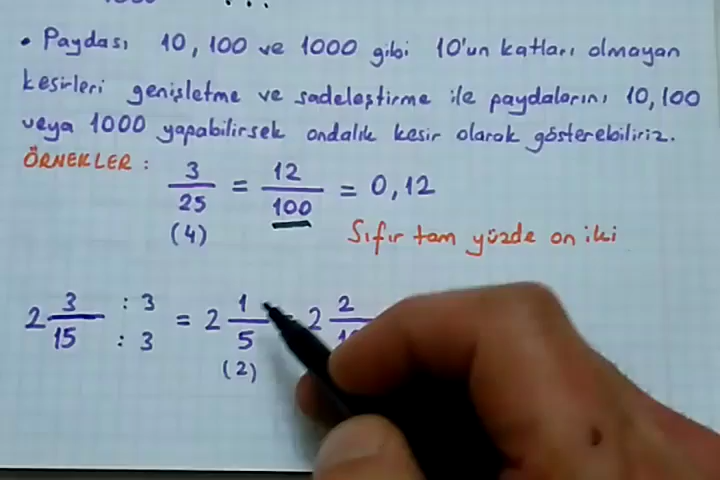 • Paydası 10, 100 ve 1000 gibi 10'un katları olmayan
kesirleri genişletme ve sadeleştirme ile paydalarını 10,100
veya 1000 yapabilirsek ondalık kesir olarak gösterebiliriz.
ÖRNEKLER :
3/25 (4) = 12/100 = 0,12
Sıfır tam yüzde on iki
2 3/15 : 3 : 3 = 2 1/5 (2) = 2 2/10